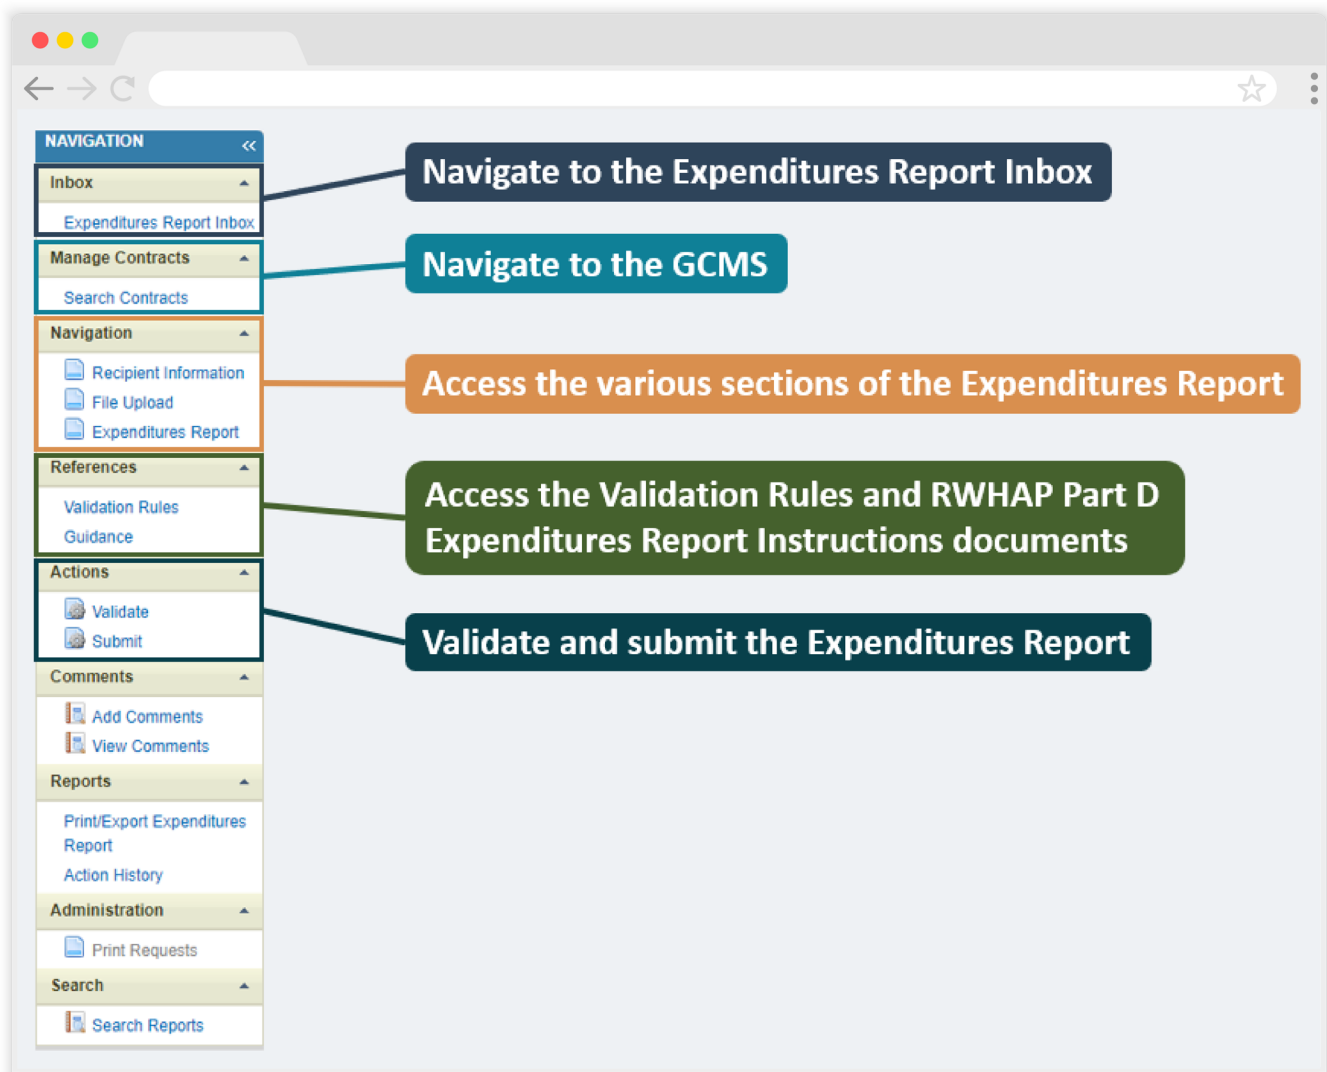 NAVIGATION
Inbox
Expenditures Report Inbox
Manage Contracts
Search Contracts
Navigation
Recipient Information
File Upload
Expenditures Report
References
Validation Rules
Guidance
Actions
Validate
Submit
Comments
Add Comments
View Comments
Reports
Print/Export Expenditures
Report
Action History
Administration
Print Requests
Search
Search Reports
Navigate to the Expenditures Report Inbox
Navigate to the GCMS
Access the various sections of the Expenditures Report
Access the Validation Rules and RWHAP Part D
Expenditures Report Instructions documents
Validate and submit the Expenditures Report